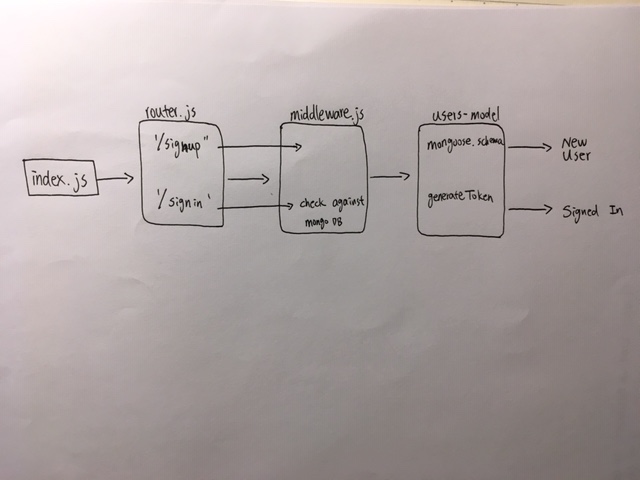 router.js
middleware.js
users-model
"/signup"
mongoose.schema
New
User
index.js
'/signin'
check against
mongo DB
generateToken
Signed In